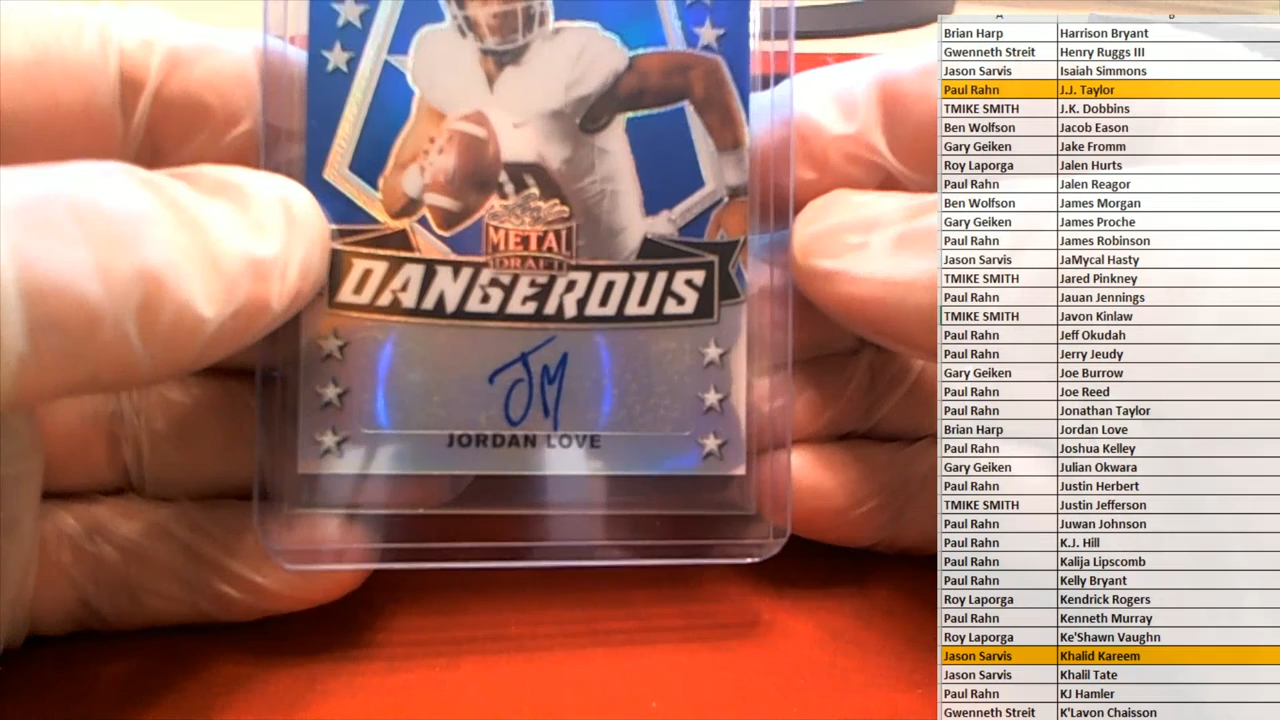 Leaf
METAL
DRAFT
DANGEROUS
JM
JORDAN LOVE
A B
Brian Harp Harrison Bryant
Gwenneth Streit Henry Ruggs III
Jason Sarvis Isaiah Simmons
Paul Rahn J.J. Taylor
TMIKE SMITH J.K. Dobbins
Ben Wolfson Jacob Eason
Gary Geiken Jake Fromm
Roy Laporga Jalen Hurts
Paul Rahn Jalen Reagor
Ben Wolfson James Morgan
Gary Geiken James Proche
Paul Rahn James Robinson
Jason Sarvis JaMycal Hasty
TMIKE SMITH Jared Pinkney
Paul Rahn Jauan Jennings
TMIKE SMITH Javon Kinlaw
Paul Rahn Jeff Okudah
Paul Rahn Jerry Jeudy
Gary Geiken Joe Burrow
Paul Rahn Joe Reed
Paul Rahn Jonathan Taylor
Brian Harp Jordan Love
Paul Rahn Joshua Kelley
Gary Geiken Julian Okwara
Paul Rahn Justin Herbert
TMIKE SMITH Justin Jefferson
Paul Rahn Juwan Johnson
Paul Rahn K.J. Hill
Paul Rahn Kalija Lipscomb
Paul Rahn Kelly Bryant
Roy Laporga Kendrick Rogers
Paul Rahn Kenneth Murray
Roy Laporga Ke'Shawn Vaughn
Jason Sarvis Khalid Kareem
Jason Sarvis Khalil Tate
Paul Rahn KJ Hamler
Gwenneth Streit K'Lavon Chaisson